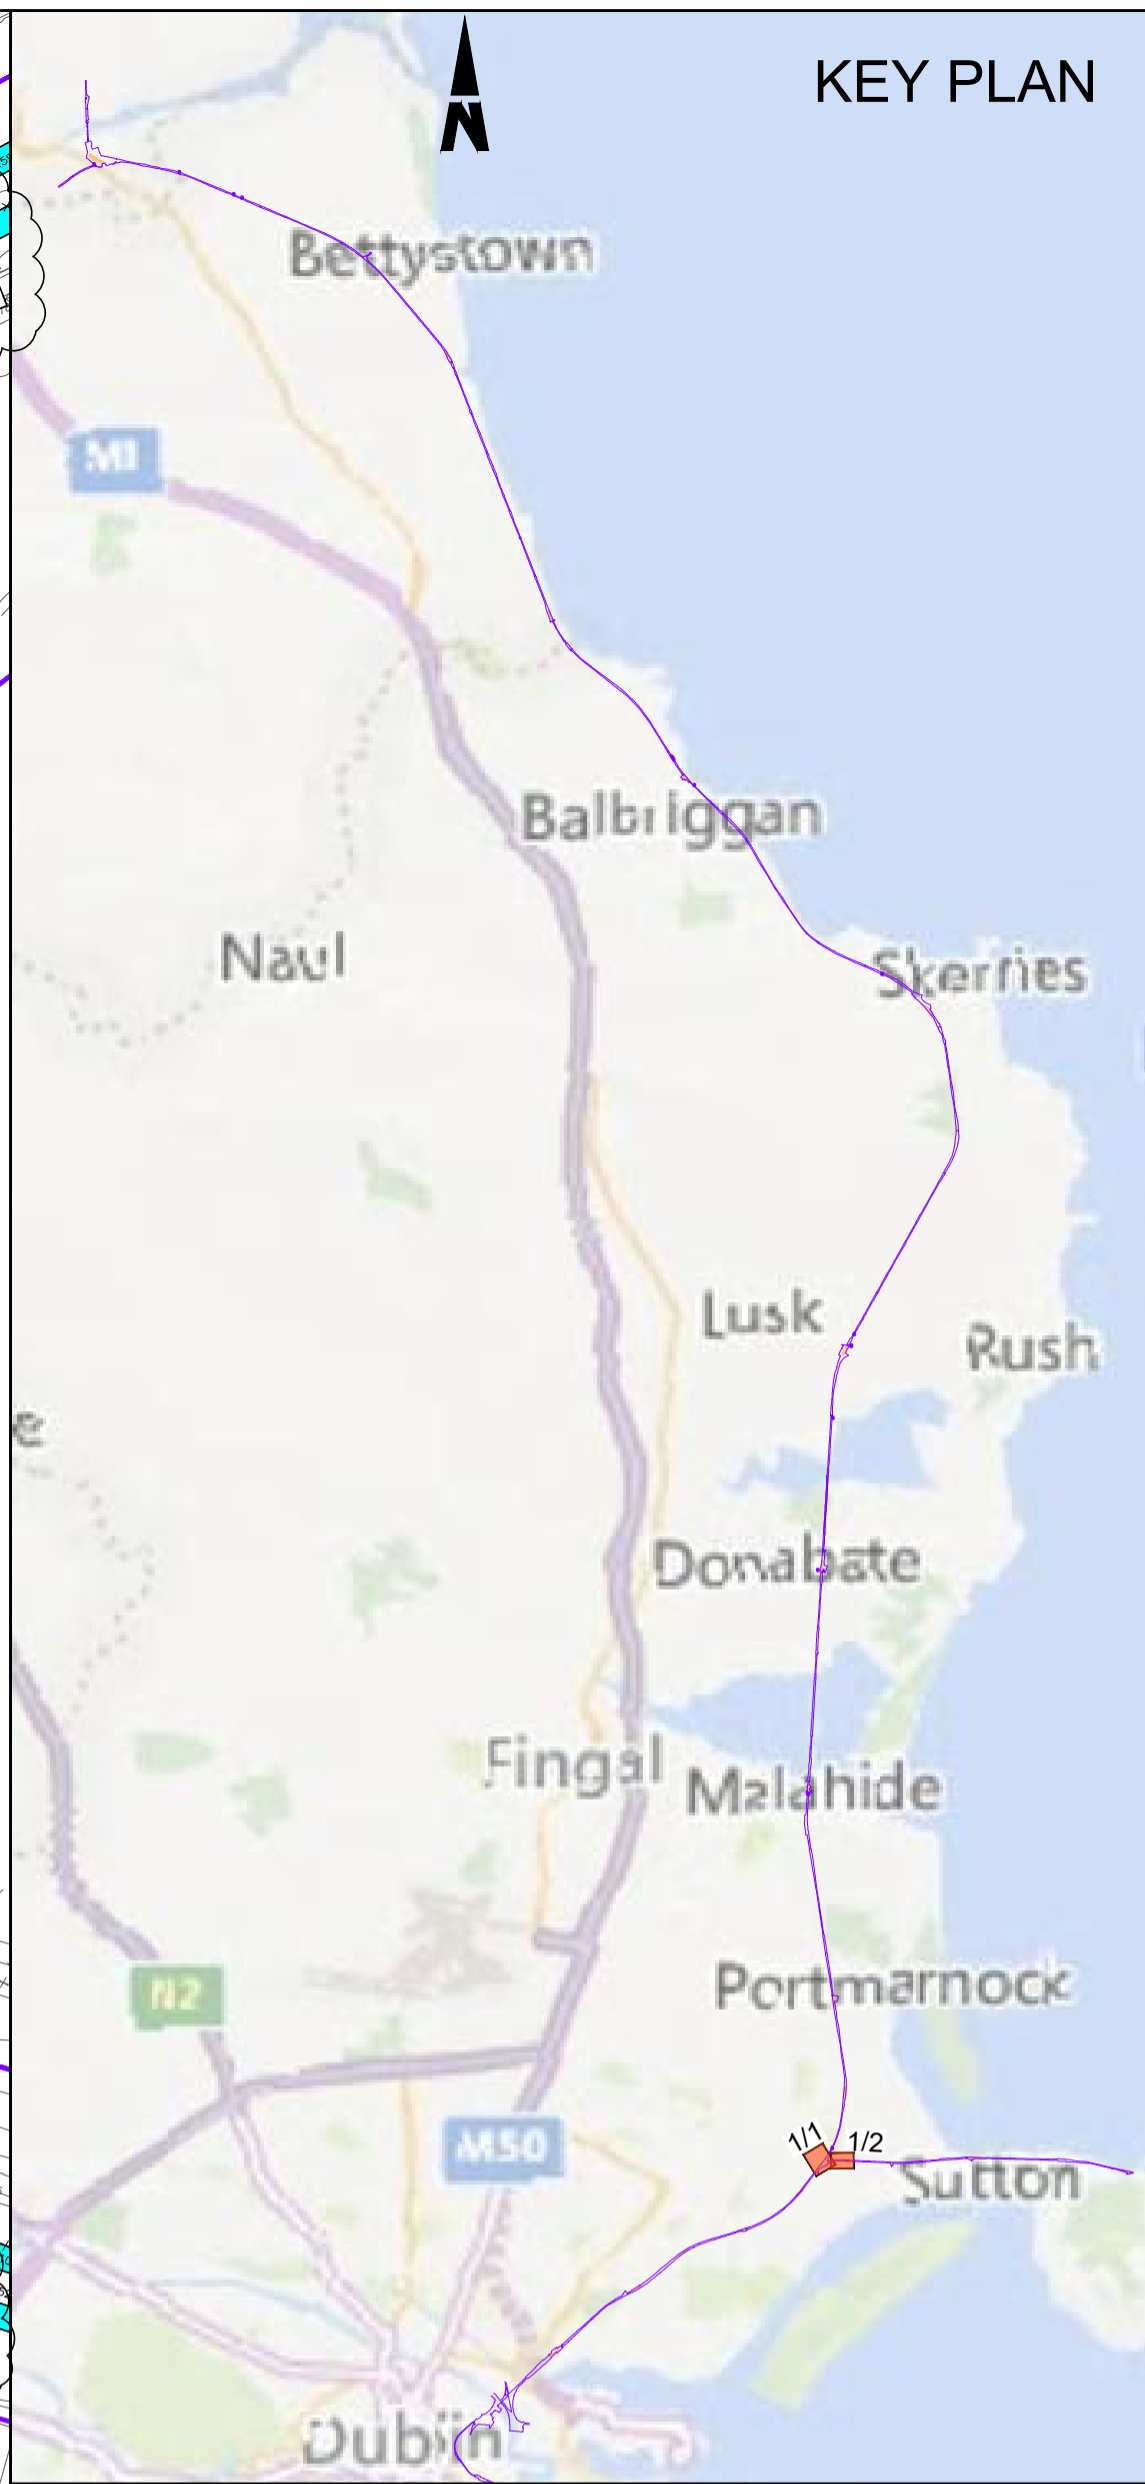 KEY PLAN
N
Bettystown
M1
Balbriggan
Naul
Skerries
Lusk
Rush
e
Donabate
Fingal
Malahide
N2
Portmarnock
M50
1/1
1/2
Sutton
Dublin